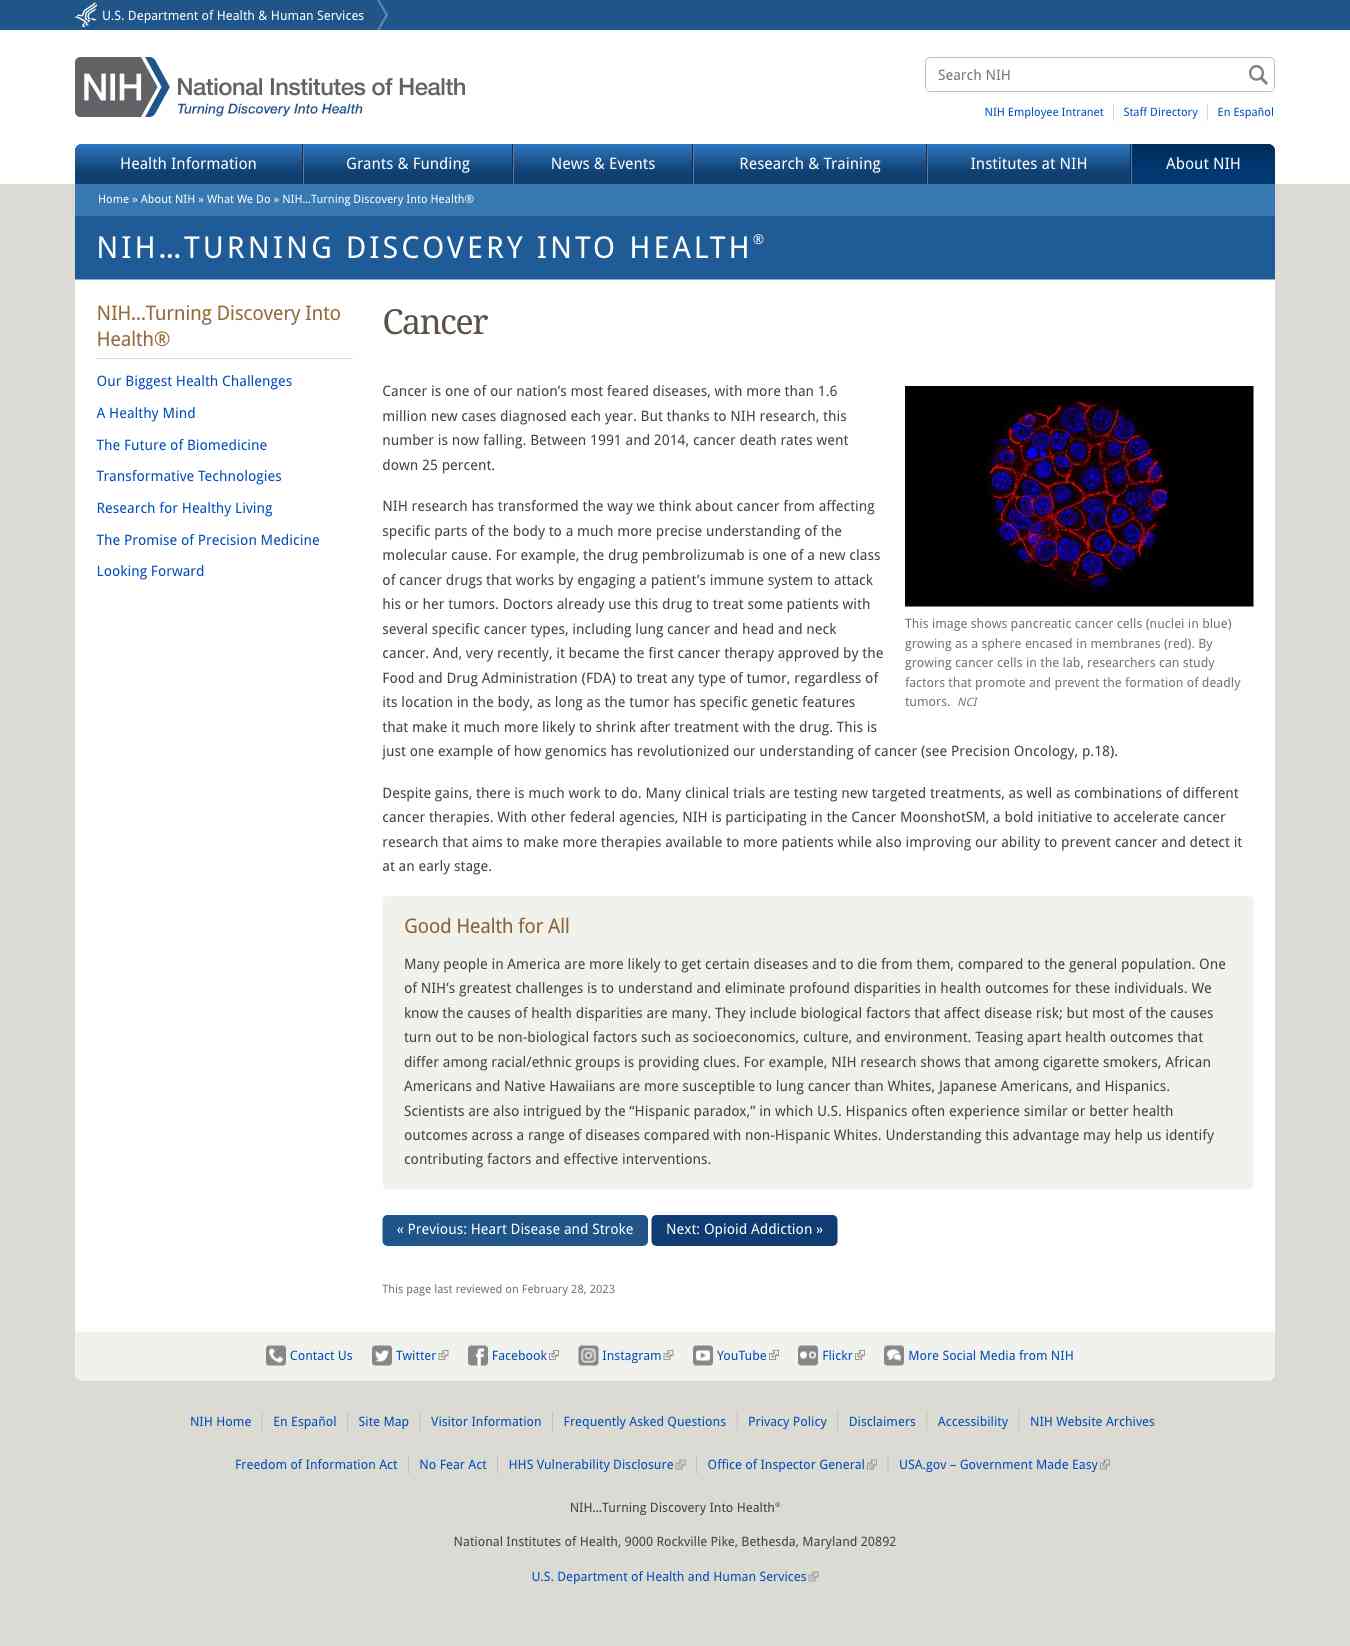 U.S. Department of Health & Human Services
NIH
National Institutes of Health
Turning Discovery Into Health
Search NIH
NIH Employee Intranet
Staff Directory
En Español
Health Information
Grants & Funding
News & Events
Research & Training
Institutes at NIH
About NIH
Home » About NIH » What We Do » NIH…Turning Discovery Into Health®
NIH…TURNING DISCOVERY INTO HEALTH®
NIH…Turning Discovery Into
Health®
Our Biggest Health Challenges
A Healthy Mind
The Future of Biomedicine
Transformative Technologies
Research for Healthy Living
The Promise of Precision Medicine
Looking Forward
Cancer
Cancer is one of our nation’s most feared diseases, with more than 1.6
million new cases diagnosed each year. But thanks to NIH research, this
number is now falling. Between 1991 and 2014, cancer death rates went
down 25 percent.
NIH research has transformed the way we think about cancer from affecting
specific parts of the body to a much more precise understanding of the
molecular cause. For example, the drug pembrolizumab is one of a new class
of cancer drugs that works by engaging a patient’s immune system to attack
his or her tumors. Doctors already use this drug to treat some patients with
several specific cancer types, including lung cancer and head and neck
cancer. And, very recently, it became the first cancer therapy approved by the
Food and Drug Administration (FDA) to treat any type of tumor, regardless of
its location in the body, as long as the tumor has specific genetic features
that make it much more likely to shrink after treatment with the drug. This is
just one example of how genomics has revolutionized our understanding of cancer (see Precision Oncology, p.18).
This image shows pancreatic cancer cells (nuclei in blue)
growing as a sphere encased in membranes (red). By
growing cancer cells in the lab, researchers can study
factors that promote and prevent the formation of deadly
tumors. NCI
Despite gains, there is much work to do. Many clinical trials are testing new targeted treatments, as well as combinations of different
cancer therapies. With other federal agencies, NIH is participating in the Cancer MoonshotSM, a bold initiative to accelerate cancer
research that aims to make more therapies available to more patients while also improving our ability to prevent cancer and detect it
at an early stage.
Good Health for All
Many people in America are more likely to get certain diseases and to die from them, compared to the general population. One
of NIH’s greatest challenges is to understand and eliminate profound disparities in health outcomes for these individuals. We
know the causes of health disparities are many. They include biological factors that affect disease risk; but most of the causes
turn out to be non-biological factors such as socioeconomics, culture, and environment. Teasing apart health outcomes that
differ among racial/ethnic groups is providing clues. For example, NIH research shows that among cigarette smokers, African
Americans and Native Hawaiians are more susceptible to lung cancer than Whites, Japanese Americans, and Hispanics.
Scientists are also intrigued by the “Hispanic paradox,” in which U.S. Hispanics often experience similar or better health
outcomes across a range of diseases compared with non-Hispanic Whites. Understanding this advantage may help us identify
contributing factors and effective interventions.
« Previous: Heart Disease and Stroke
Next: Opioid Addiction »
This page last reviewed on February 28, 2023
Contact Us
Twitter
Facebook
Instagram
YouTube
Flickr
More Social Media from NIH
NIH Home
En Español
Site Map
Visitor Information
Frequently Asked Questions
Privacy Policy
Disclaimers
Accessibility
NIH Website Archives
Freedom of Information Act
No Fear Act
HHS Vulnerability Disclosure
Office of Inspector General
USA.gov – Government Made Easy
NIH…Turning Discovery Into Health®
National Institutes of Health, 9000 Rockville Pike, Bethesda, Maryland 20892
U.S. Department of Health and Human Services